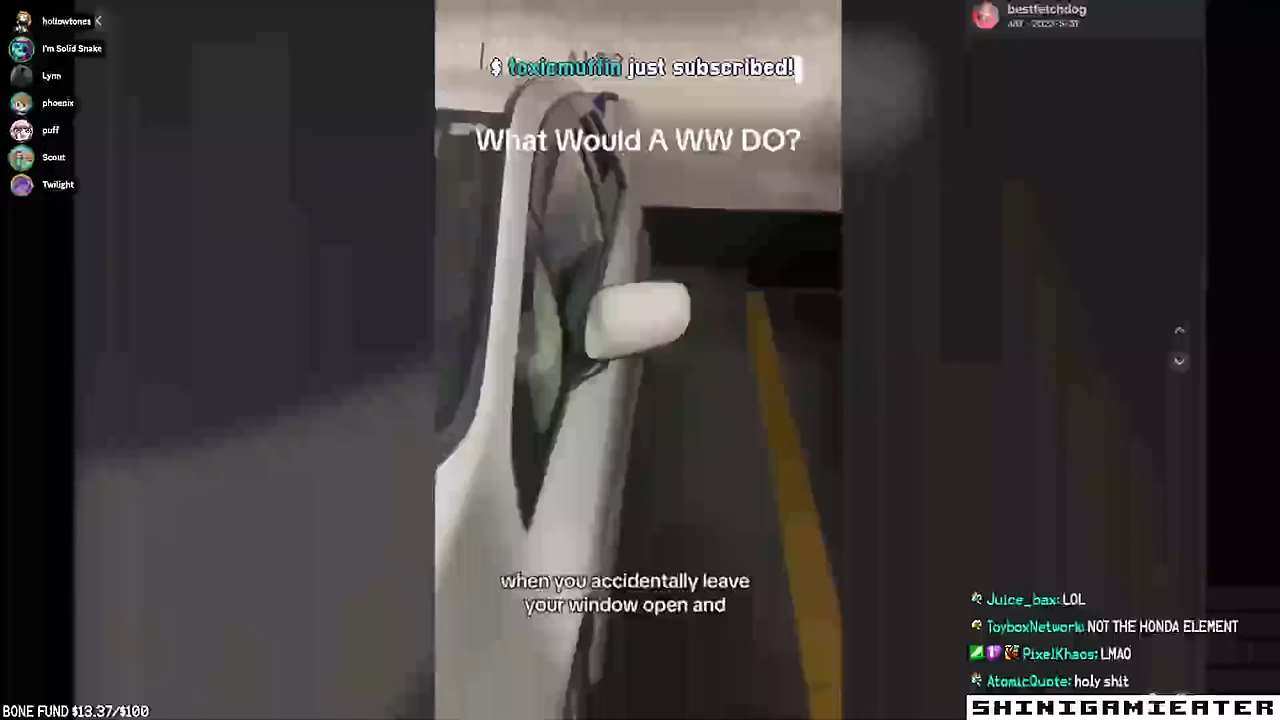 hollowtones
I'm Solid Snake
Lynn
phoenix
puff
Scout
Twilight
bestfetchdog
$ toxicmuffin just subscribed!
What Would A WW DO?
when you accidentally leave
your window open and
Juice_bax: LOL
ToyboxNetwork: NOT THE HONDA ELEMENT
PixelKhaos: LMAO
AtomicQuote: holy shit
BONE FUND $13.37/$100
SHINIGAMIEATER